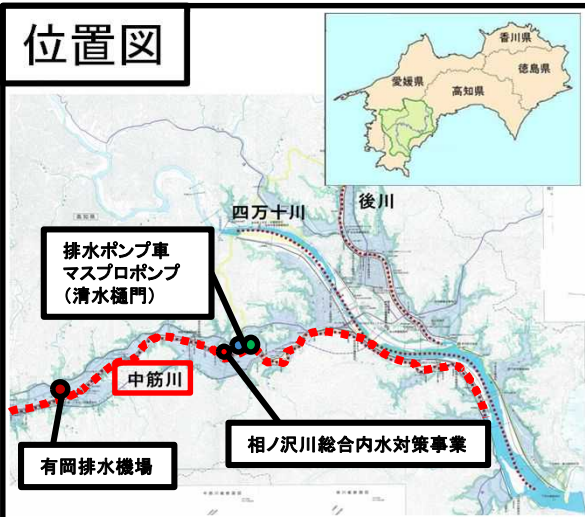 位置図
香川県
徳島県
愛媛県
高知県
後川
四万十川
高知県
排水ポンプ車
マスプロポンプ
（清水樋門）
中筋川
相ノ沢川総合内水対策事業
有岡排水機場